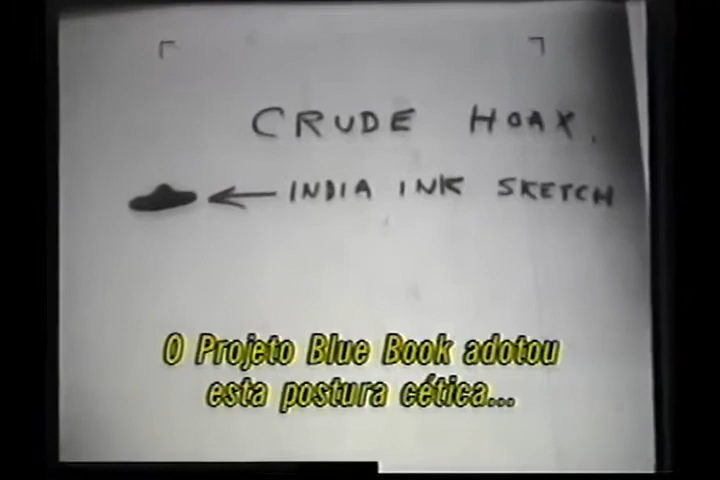 CRUDE HOAX.
INDIA INK SKETCH
O Projeto Blue Book adotou
esta postura cética...